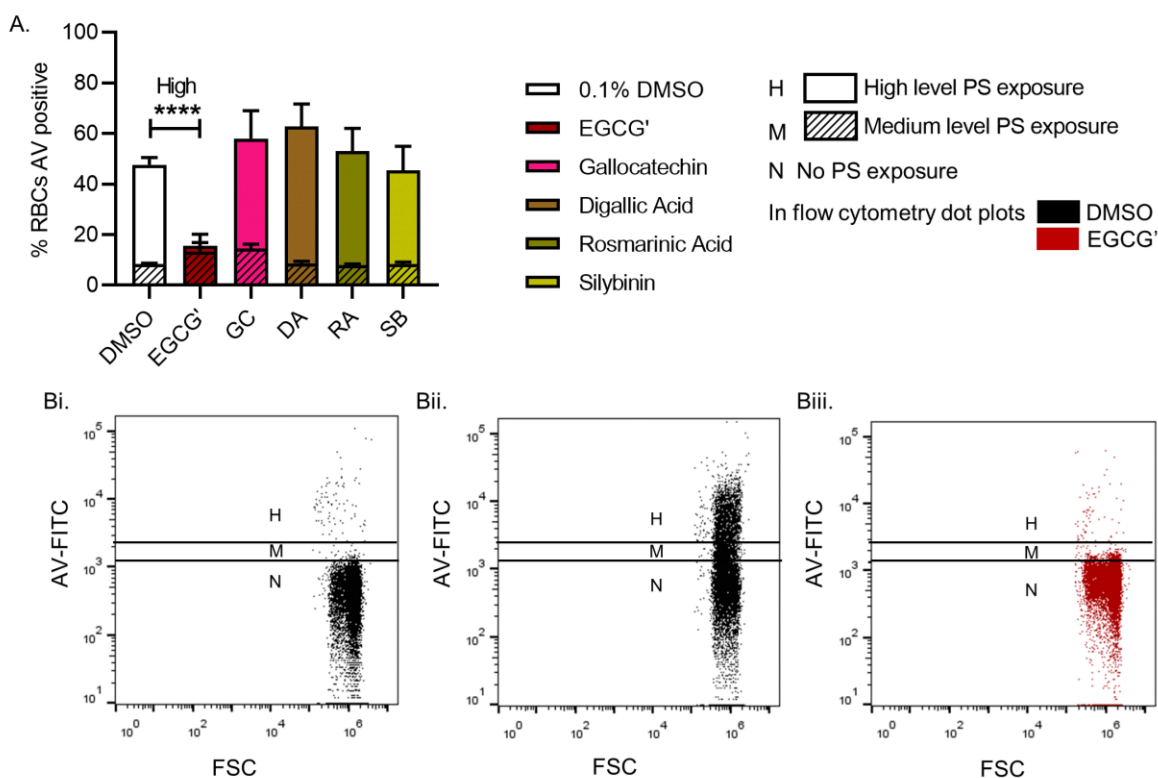 A.
100
80
60
40
20
0
% RBCs AV positive
High
****
DMSO
EGCG'
GC
DA
RA
SB
0.1% DMSO
EGCG'
Gallocatechin
Digallic Acid
Rosmarinic Acid
Silybinin
H High level PS exposure
M Medium level PS exposure
N No PS exposure
In flow cytometry dot plots DMSO
EGCG'
Bi.
10^5
10^4
10^3
10^2
10^1
AV-FITC
H
M
N
10^0 10^2 10^4 10^6
FSC
Bii.
10^5
10^4
10^3
10^2
10^1
AV-FITC
H
M
N
10^0 10^2 10^4 10^6
FSC
Biii.
10^5
10^4
10^3
10^2
10^1
AV-FITC
H
M
N
10^0 10^2 10^4 10^6
FSC